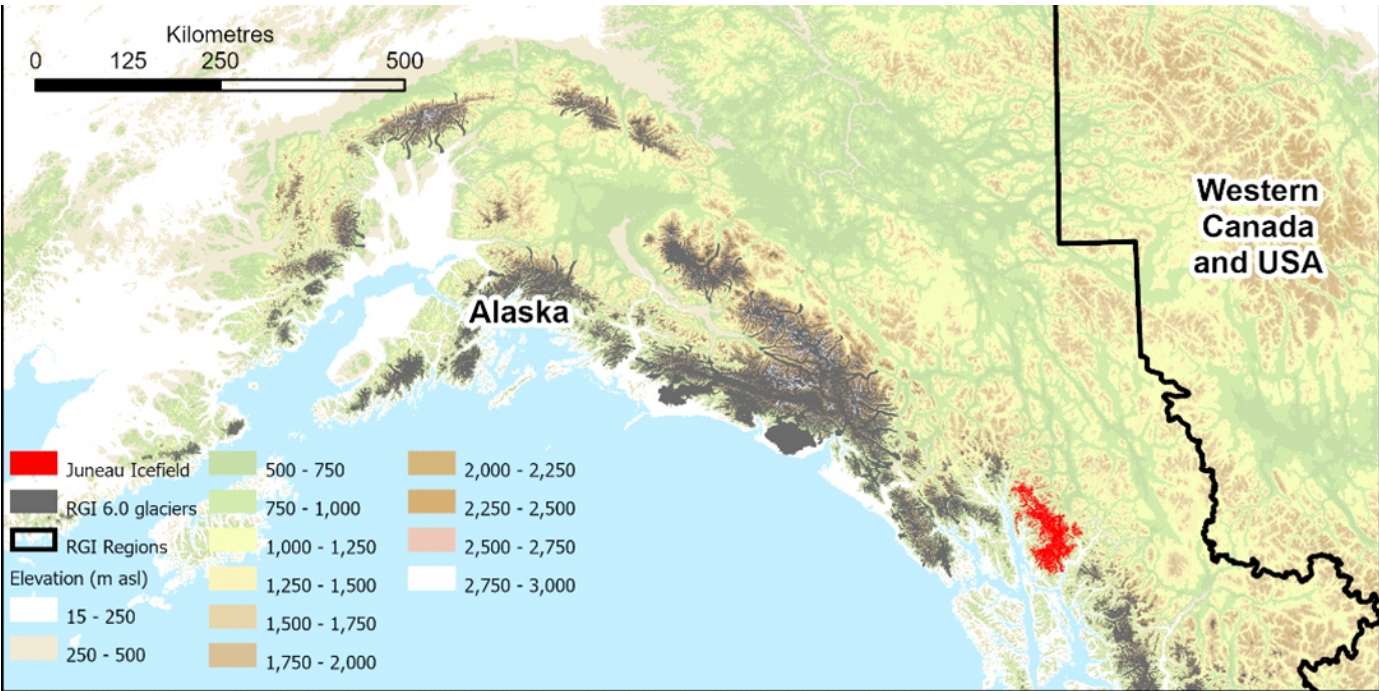 Kilometres
0 125 250 500
Western
Canada
and USA
Alaska
Juneau Icefield
RGI 6.0 glaciers
RGI Regions
Elevation (m asl)
15 - 250
250 - 500
500 - 750
750 - 1,000
1,000 - 1,250
1,250 - 1,500
1,500 - 1,750
1,750 - 2,000
2,000 - 2,250
2,250 - 2,500
2,500 - 2,750
2,750 - 3,000